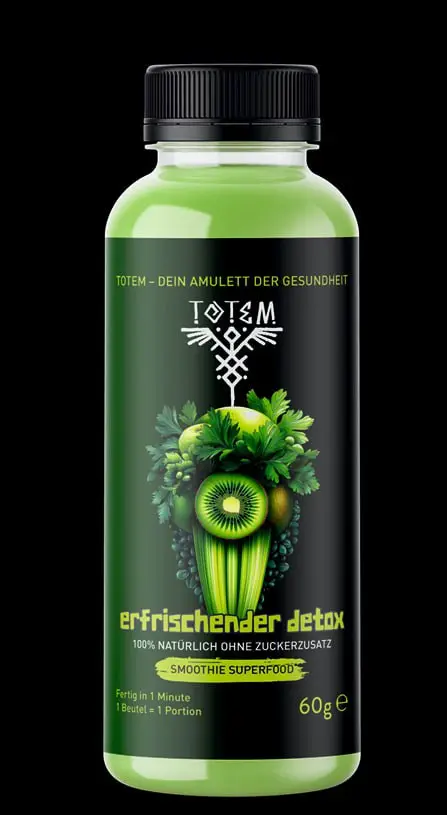 TOTEM – DEIN AMULETT DER GESUNDHEIT
TOTEM
erfrischender detox
100% NATÜRLICH OHNE ZUCKERZUSATZ
SMOOTHIE SUPERFOOD
Fertig in 1 Minute
1 Beutel = 1 Portion
60g e